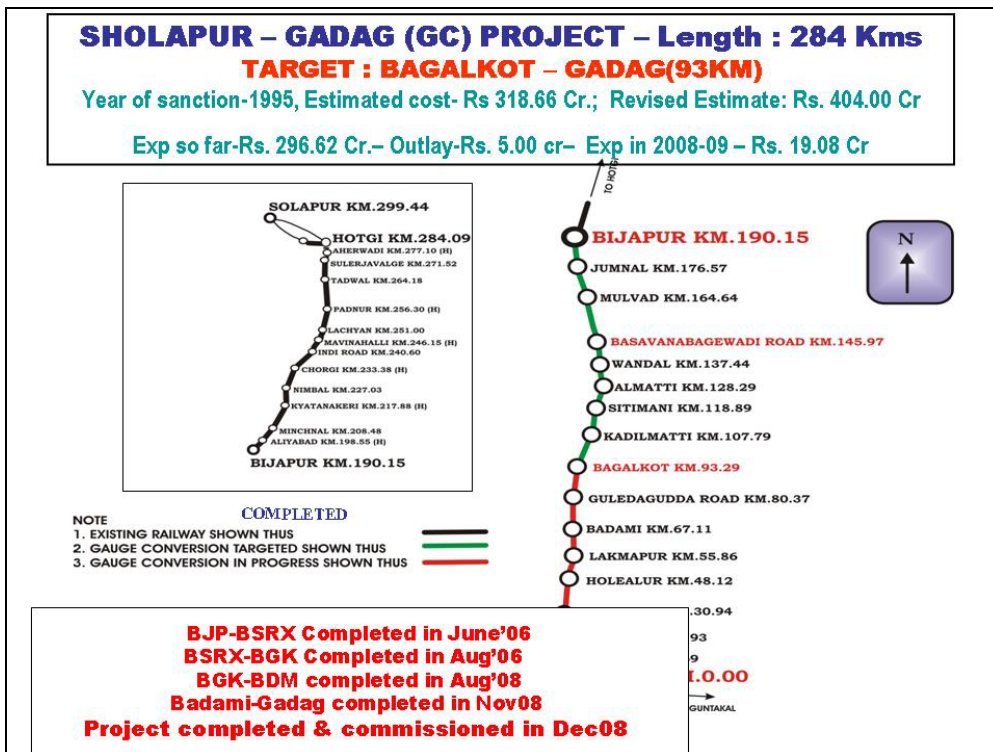 SHOLAPUR – GADAG (GC) PROJECT – Length : 284 Kms
TARGET : BAGALKOT – GADAG(93KM)
Year of sanction-1995, Estimated cost- Rs 318.66 Cr.; Revised Estimate: Rs. 404.00 Cr
Exp so far-Rs. 296.62 Cr.– Outlay-Rs. 5.00 cr– Exp in 2008-09 – Rs. 19.08 Cr
SOLAPUR KM.299.44
HOTGI KM.284.09
AHERWADI KM.277.10 (H)
SULERJAVALGE KM.271.52
TADWAL KM.264.18
PADNUR KM.256.30 (H)
LACHYAN KM.251.00
MAVINAHALLI KM.246.15 (H)
INDI ROAD KM.240.60
CHORGI KM.233.38 (H)
NIMBAL KM.227.03
KYATANAKERI KM.217.88 (H)
MINCHNAL KM.208.48
ALIYABAD KM.198.55 (H)
BIJAPUR KM.190.15
COMPLETED
NOTE
1. EXISTING RAILWAY SHOWN THUS
2. GAUGE CONVERSION TARGETED SHOWN THUS
3. GAUGE CONVERSION IN PROGRESS SHOWN THUS
TO HOTGI
N
BIJAPUR KM.190.15
JUMNAL KM.176.57
MULVAD KM.164.64
BASAVANABAGEWADI ROAD KM.145.97
WANDAL KM.137.44
ALMATTI KM.128.29
SITIMANI KM.118.89
KADILMATTI KM.107.79
BAGALKOT KM.93.29
GULEDAGUDDA ROAD KM.80.37
BADAMI KM.67.11
LAKMAPUR KM.55.86
HOLEALUR KM.48.12
.30.94
93
9
.0.00
GUNTAKAL
BJP-BSRX Completed in June'06
BSRX-BGK Completed in Aug'06
BGK-BDM completed in Aug'08
Badami-Gadag completed in Nov08
Project completed & commissioned in Dec08